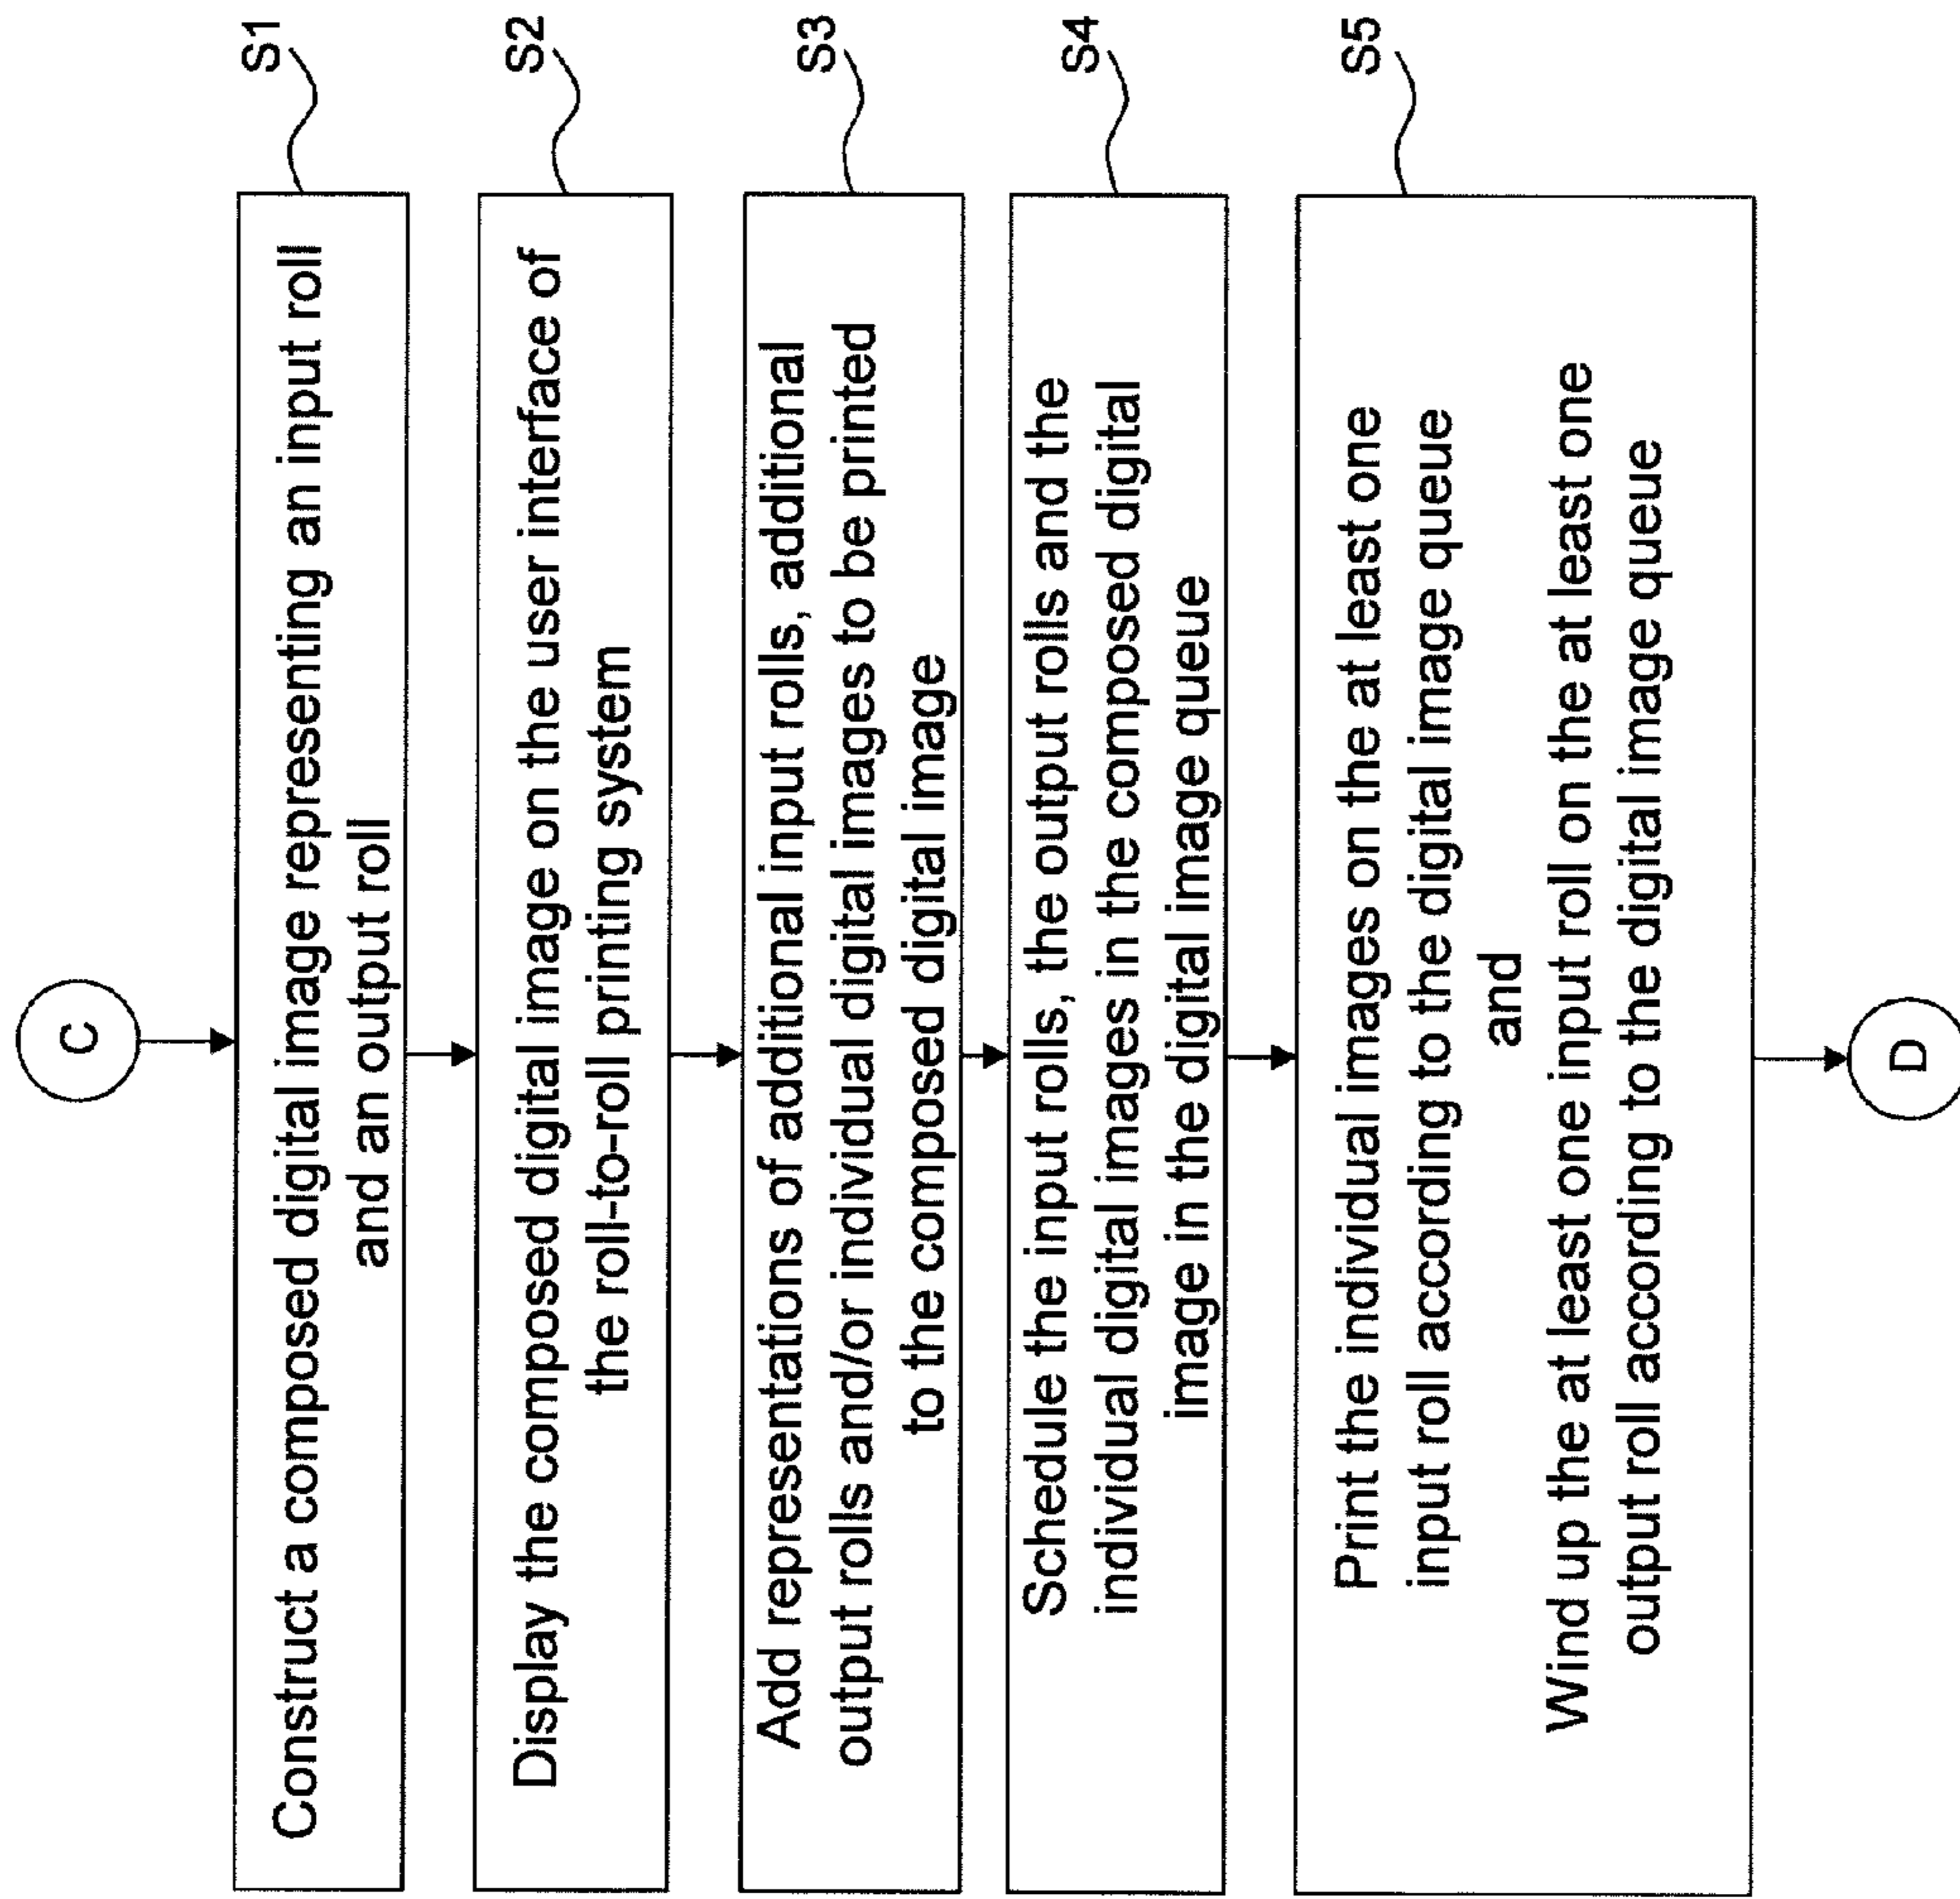 C
S1
Construct a composed digital image representing an input roll
and an output roll
S2
Display the composed digital image on the user interface of
the roll-to-roll printing system
S3
Add representations of additional input rolls, additional
output rolls and/or individual digital images to be printed
to the composed digital image
S4
Schedule the input rolls, the output rolls and the
individual digital images in the composed digital
image in the digital image queue
S5
Print the individual images on the at least one
input roll according to the digital image queue
and
Wind up the at least one input roll on the at least one
output roll according to the digital image queue
D